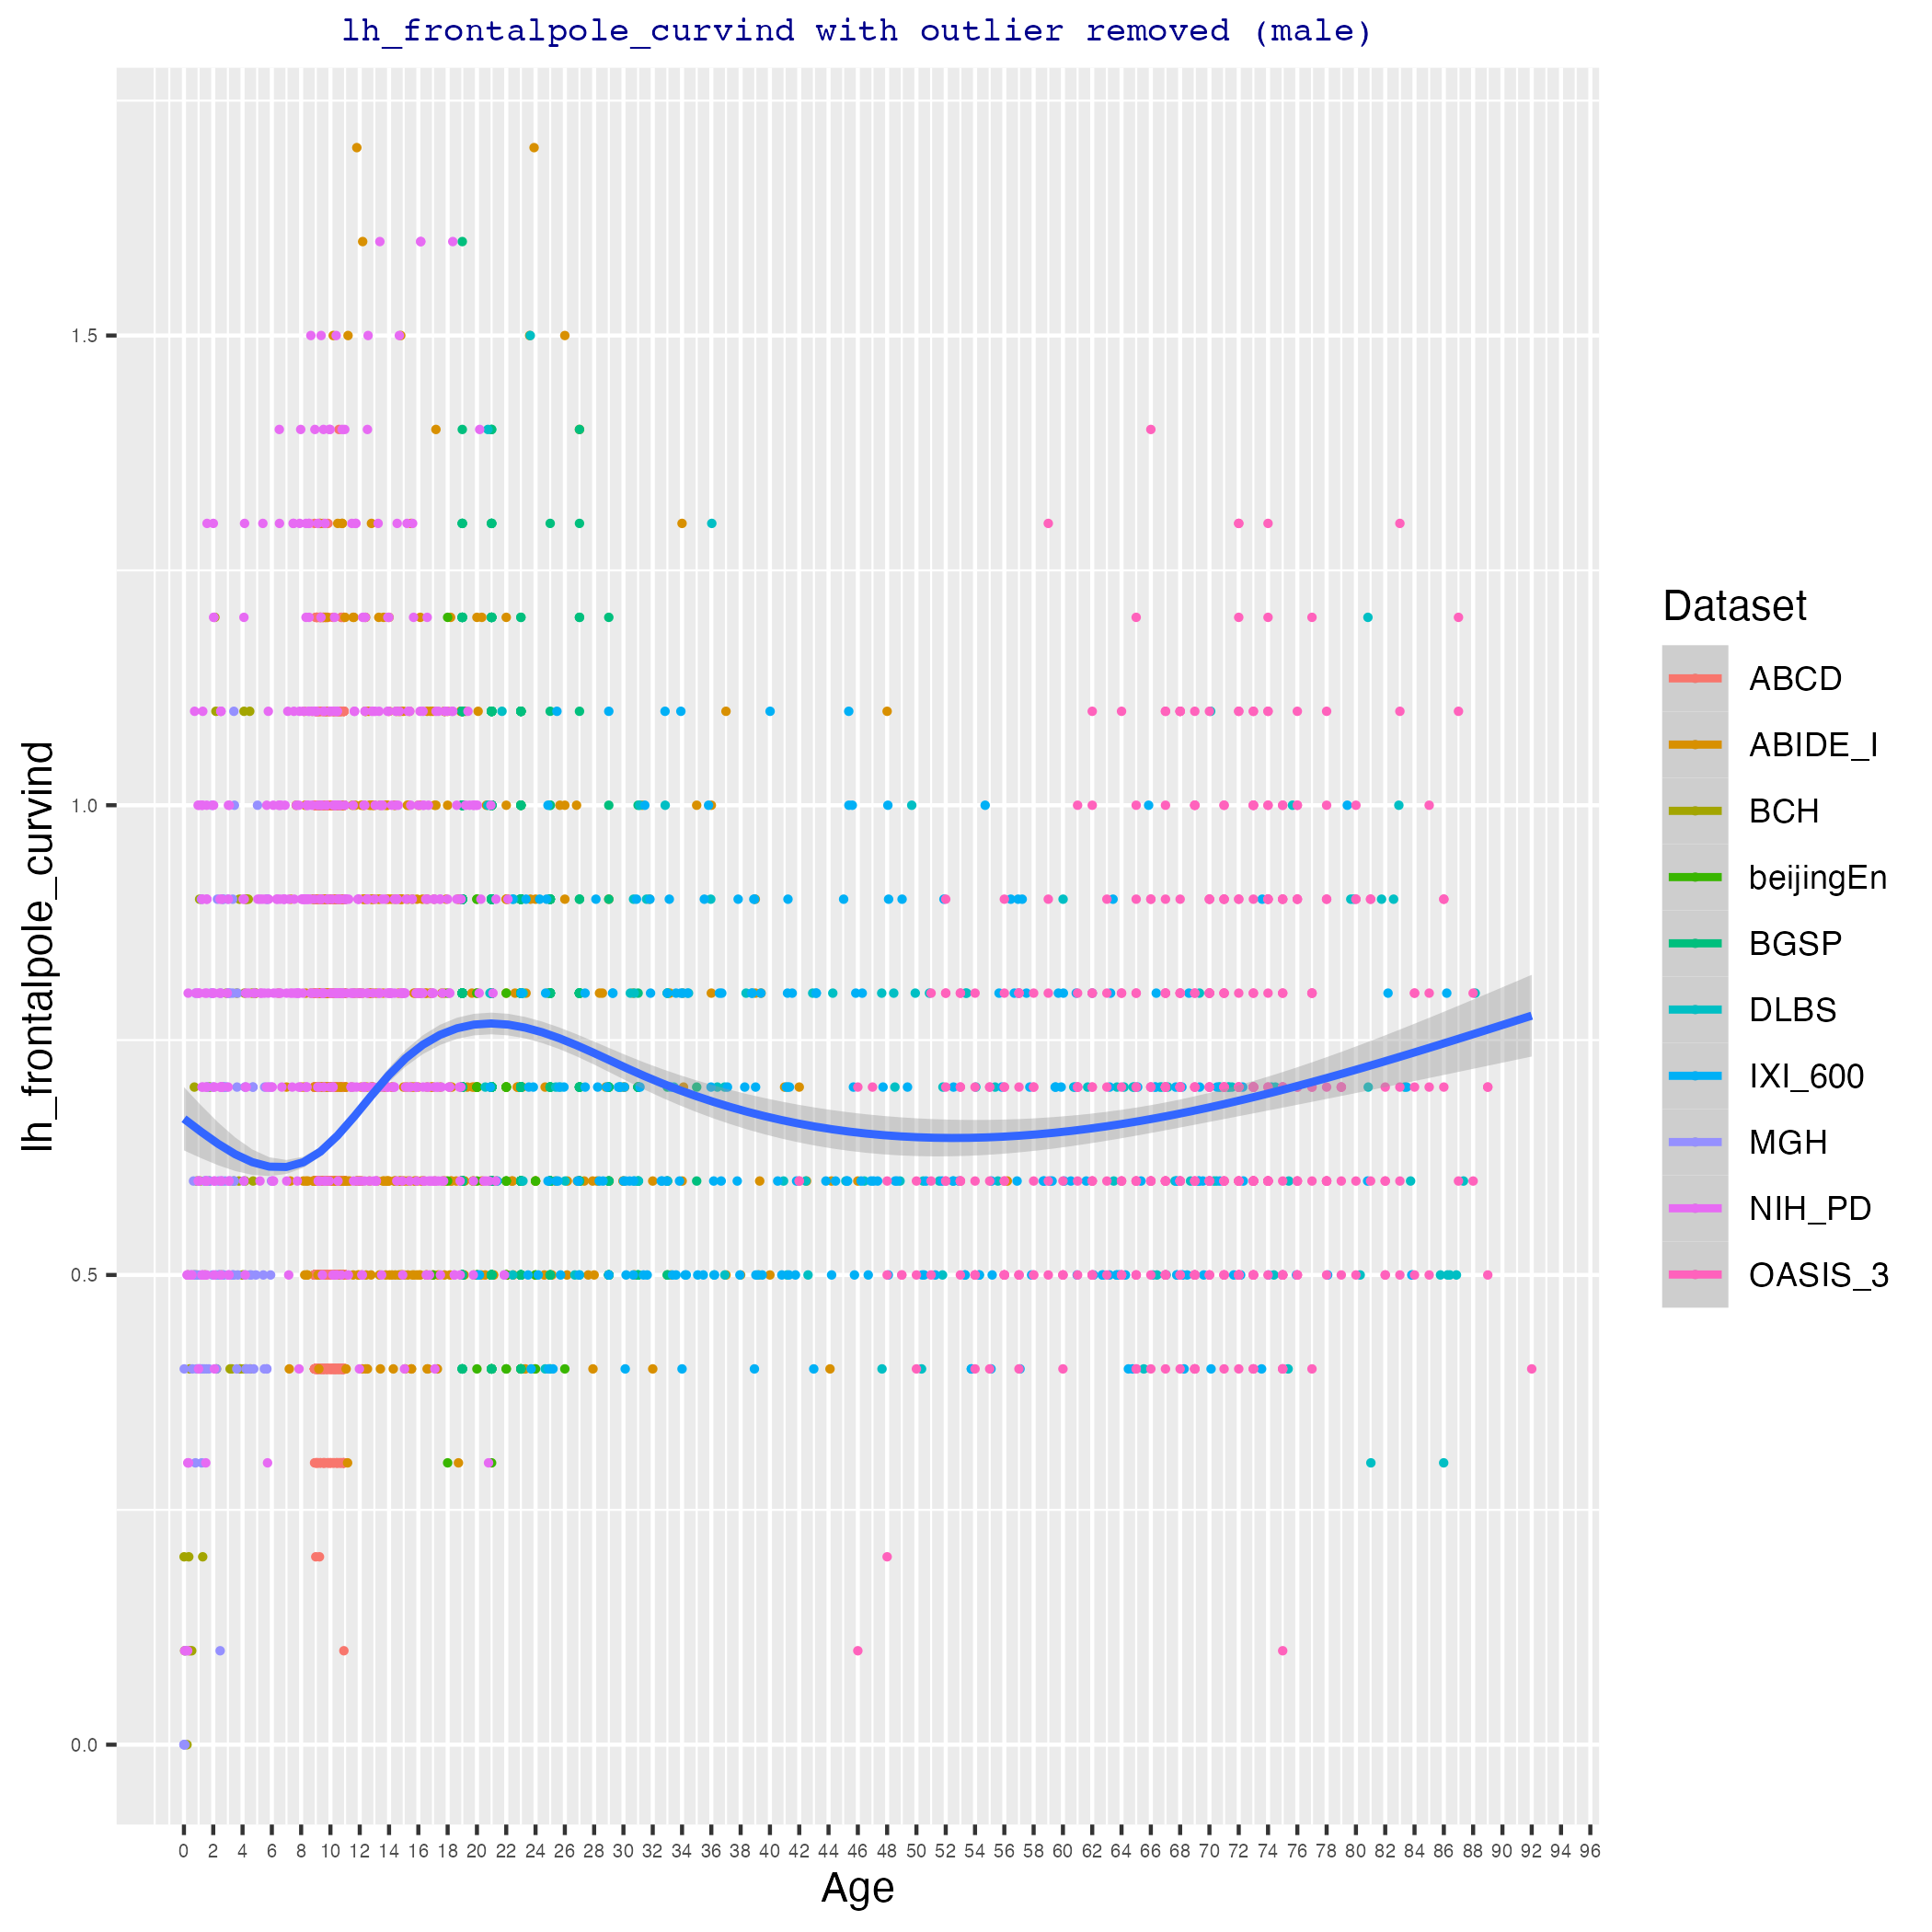 lh_frontalpole_curvind with outlier removed (male)
lh_frontalpole_curvind
1.5
1.0
0.5
0.0
0 2 4 6 8 10 12 14 16 18 20 22 24 26 28 30 32 34 36 38 40 42 44 46 48 50 52 54 56 58 60 62 64 66 68 70 72 74 76 78 80 82 84 86 88 90 92 94 96
Age
Dataset
ABCD
ABIDE_I
BCH
beijingEn
BGSP
DLBS
IXI_600
MGH
NIH_PD
OASIS_3